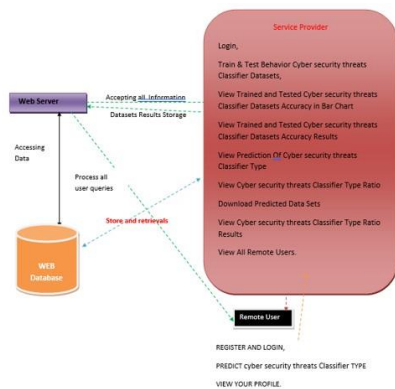 Service Provider
Login,
Train & Test Behavior Cyber security threats
Classifier Datasets,
View Trained and Tested Cyber security threats
Classifier Datasets Accuracy in Bar Chart
View Trained and Tested Cyber security threats
Classifier Datasets Accuracy Results
View Prediction Of Cyber security threats
Classifier Type
View Cyber security threats Classifier Type Ratio
Download Predicted Data Sets
View Cyber security threats Classifier Type Ratio
Results
View All Remote Users.
Web Server
Accepting all Information
Datasets Results Storage
Accessing
Data
Process all
user queries
Store and retrievals
WEB
Database
Remote User
REGISTER AND LOGIN,
PREDICT cyber security threats Classifier TYPE
VIEW YOUR PROFILE.